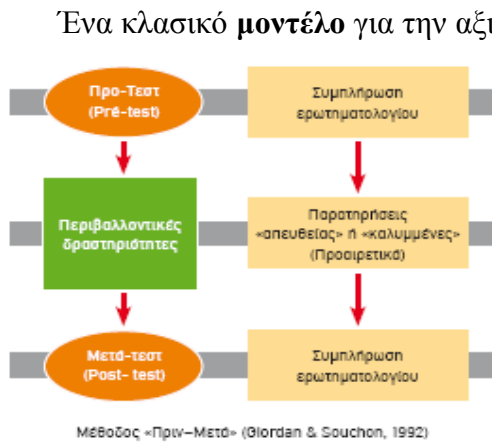 Ένα κλασικό μοντέλο για την αξι
Προ-Τεστ
(Pré-test)
Συμπλήρωση
ερωτηματολογίου
Περιβαλλοντικές
δραστηριότητες
Παρατηρήσεις
«απευθείας» ή «καλυμμένες»
(Προαιρετικά)
Μετά-τεστ
(Post- test)
Συμπλήρωση
ερωτηματολογίου
Μέθοδος «Πριν–Μετά» (Giordan & Souchon, 1992)